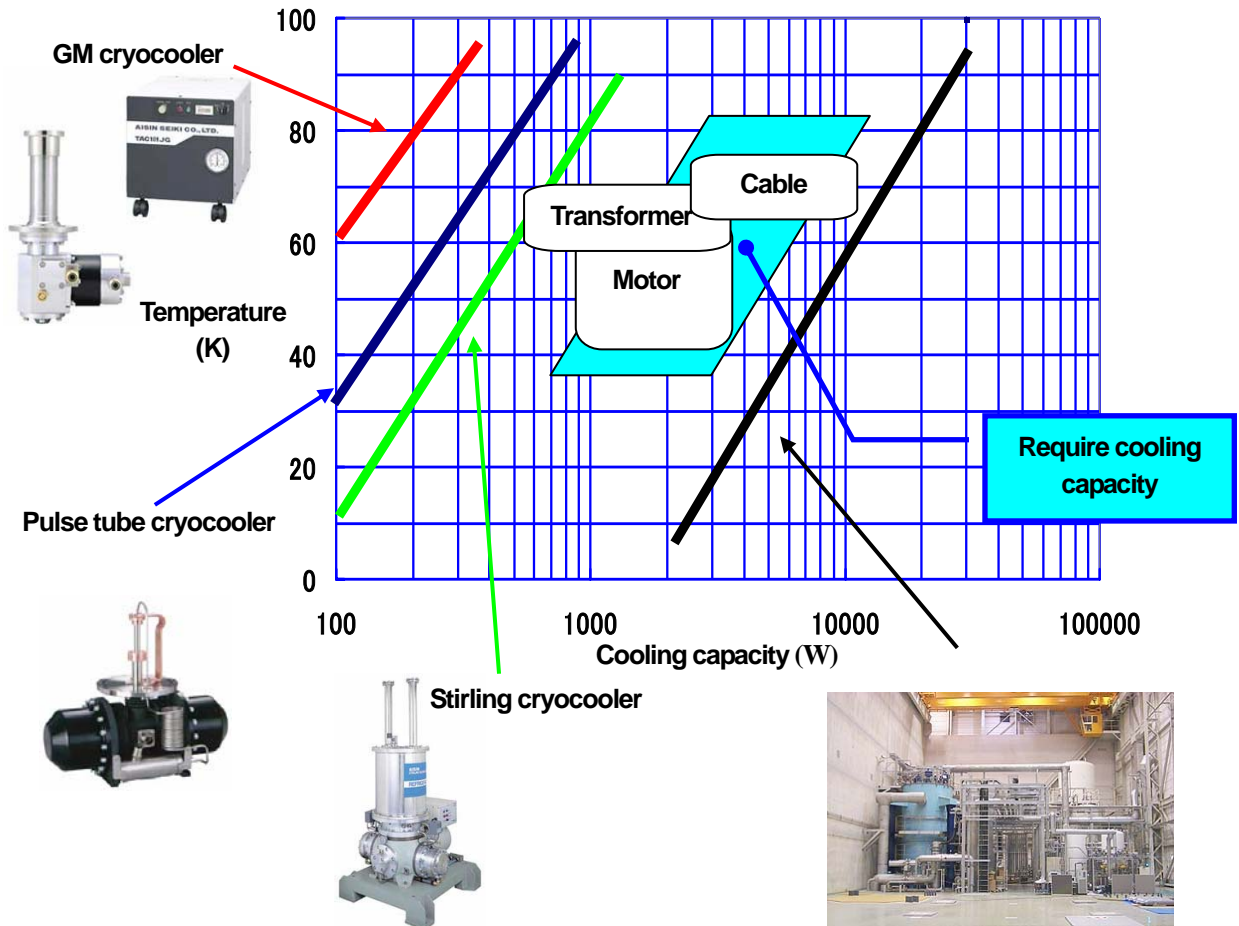 100
GM cryocooler
AISIN SEIKI CO., LTD.
80
Cable
Transformer
60
Motor
Temperature
(K)
40
Require cooling
capacity
20
Pulse tube cryocooler
0
100
1000
10000
100000
Cooling capacity (W)
Stirling cryocooler